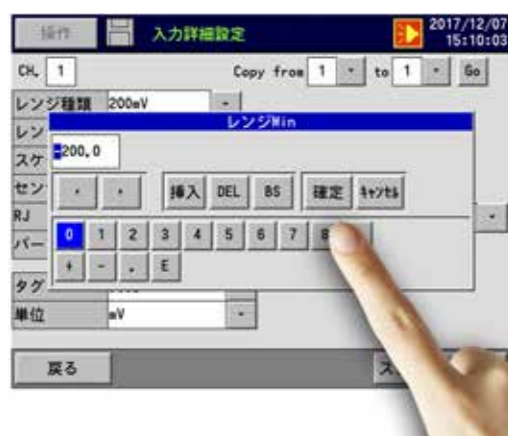 操作 入力詳細設定 2017/12/07
15:10:03
CH. 1 Copy from 1 to 1 Go
レンジ種類 200mV
レンジMin
レン
スケ -200.0
セン 挿入 DEL BS 確定 ｷｬﾝｾﾙ
RJ
バー 0 1 2 3 4 5 6 7 8
+ - . E
タグ
単位 mV
戻る ス